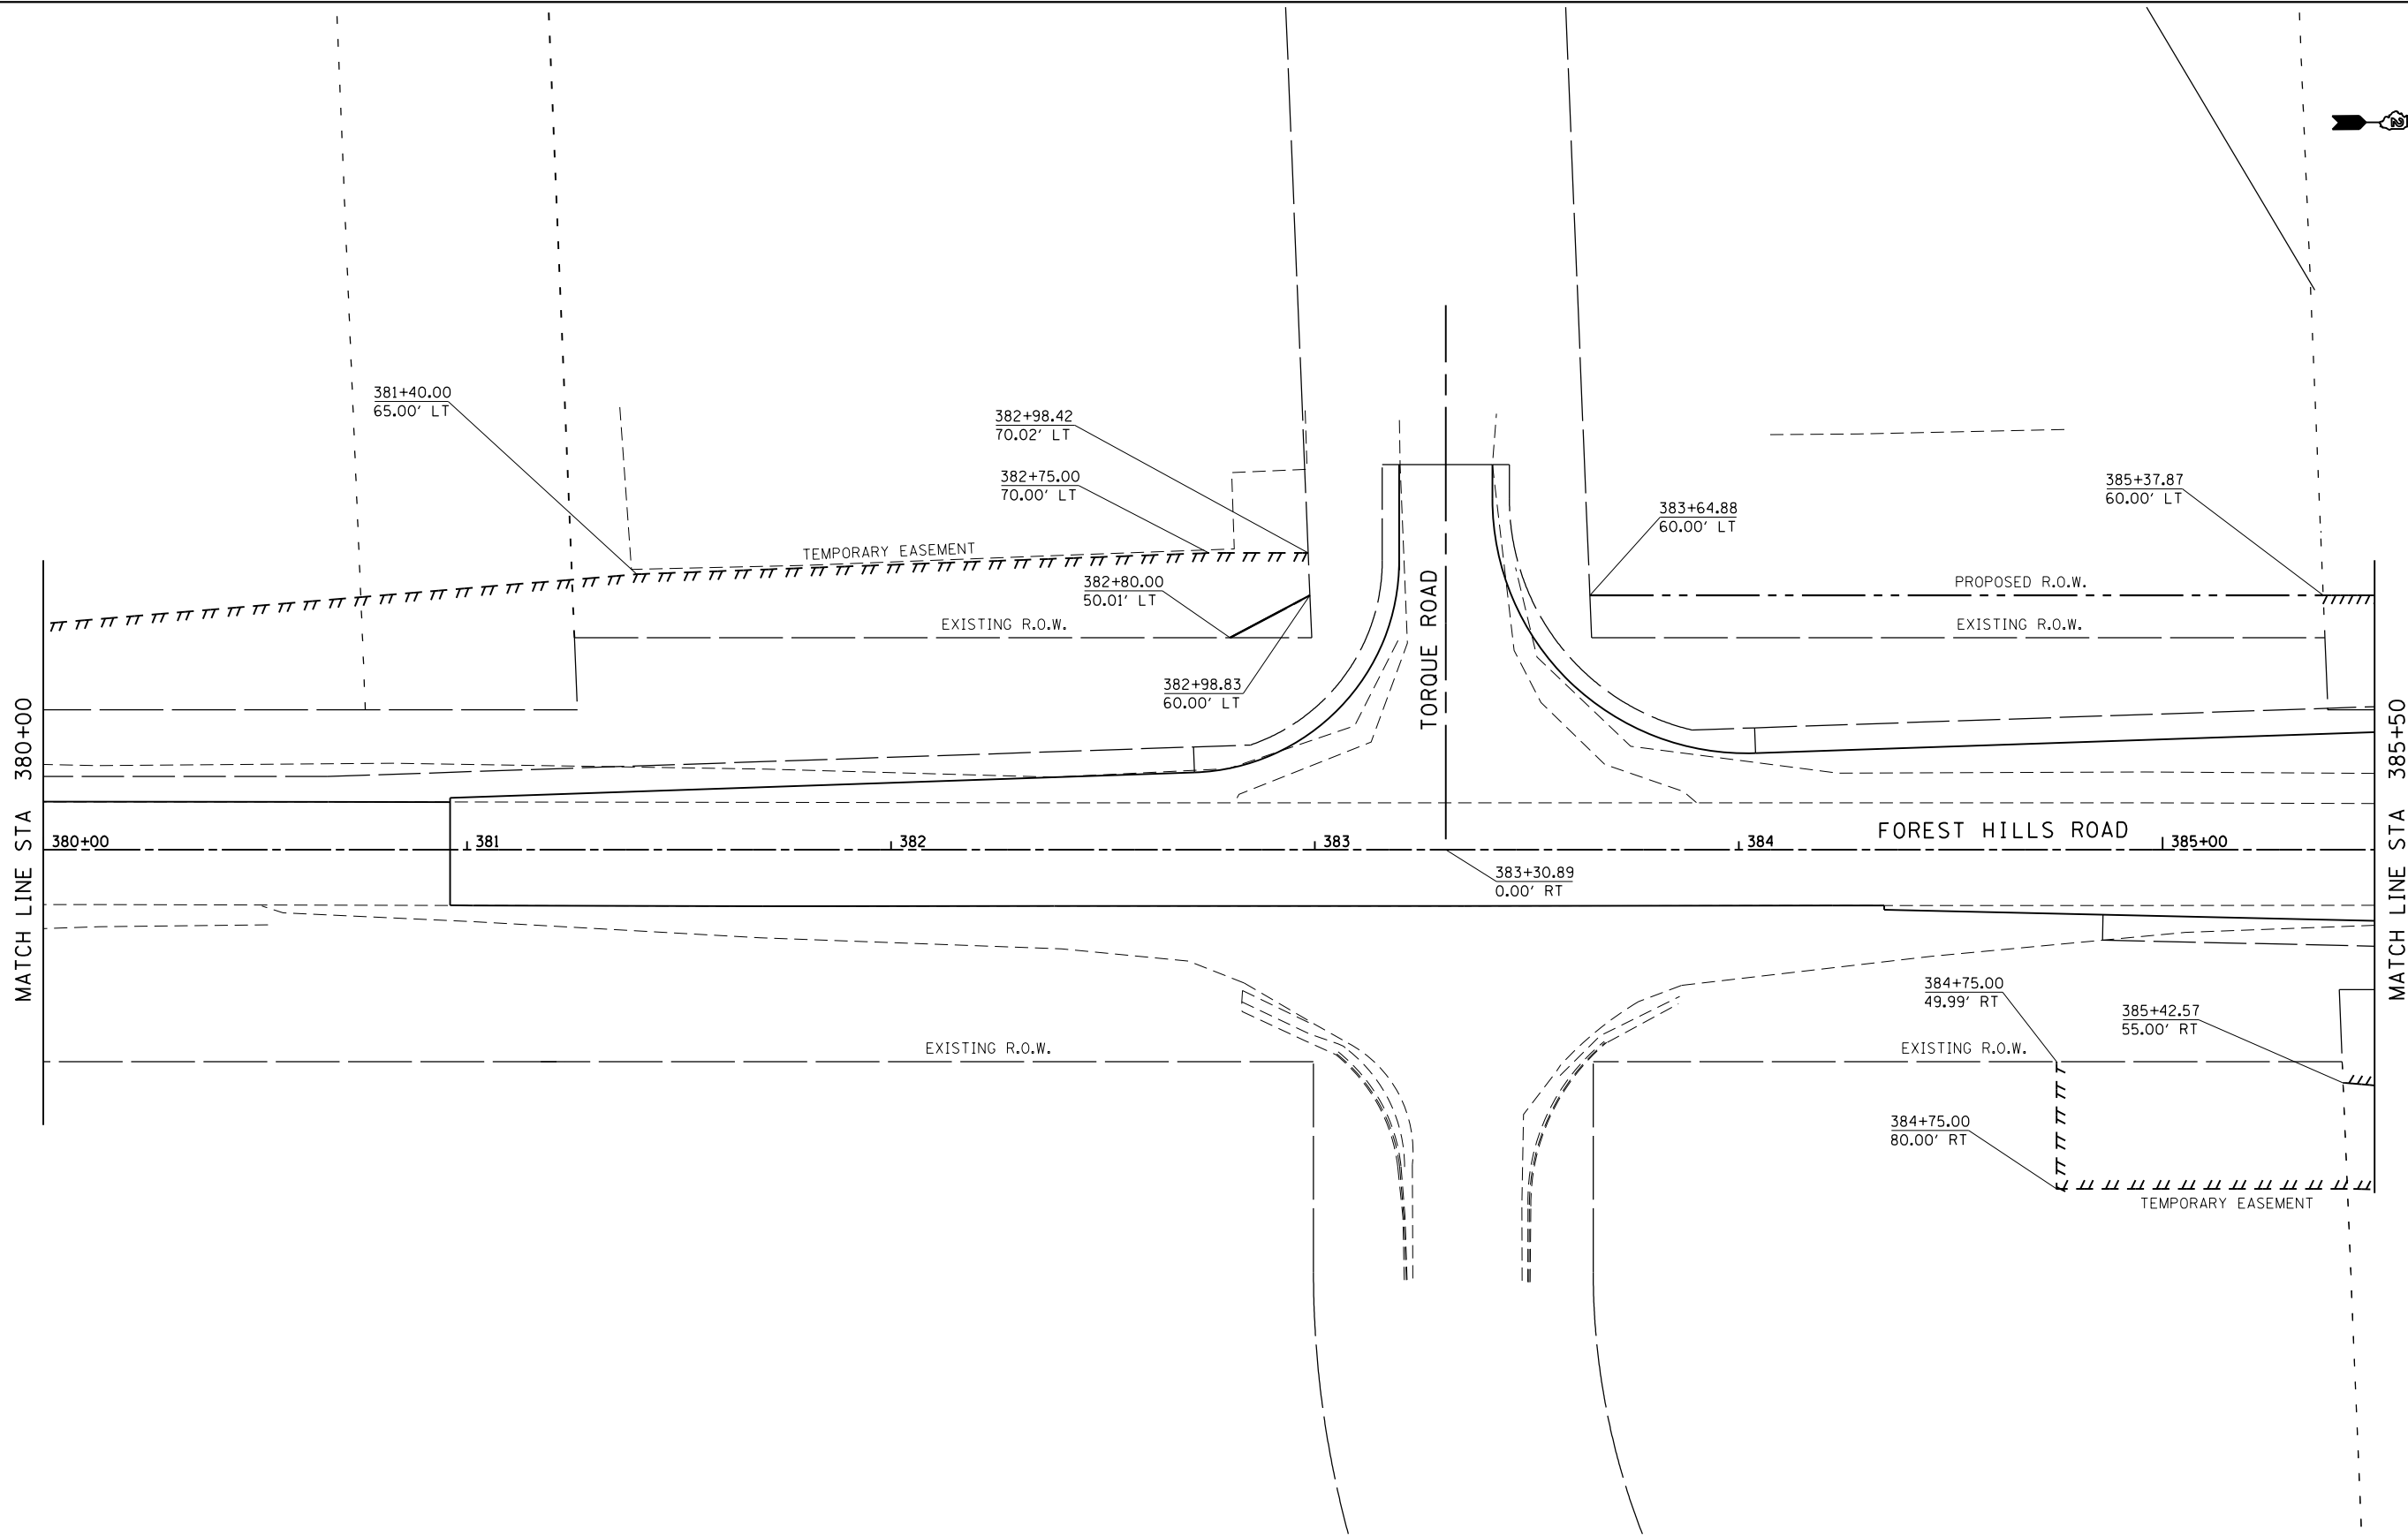 381+40.00
65.00' LT
382+98.42
70.02' LT
382+75.00
70.00' LT
385+37.87
60.00' LT
383+64.88
60.00' LT
TEMPORARY EASEMENT
382+80.00
50.01' LT
PROPOSED R.O.W.
EXISTING R.O.W.
EXISTING R.O.W.
TORQUE ROAD
382+98.83
60.00' LT
MATCH LINE STA 380+00
MATCH LINE STA 385+50
FOREST HILLS ROAD
380+00
381
382
383
384
385+00
383+30.89
0.00' RT
384+75.00
49.99' RT
385+42.57
55.00' RT
EXISTING R.O.W.
EXISTING R.O.W.
384+75.00
80.00' RT
TEMPORARY EASEMENT